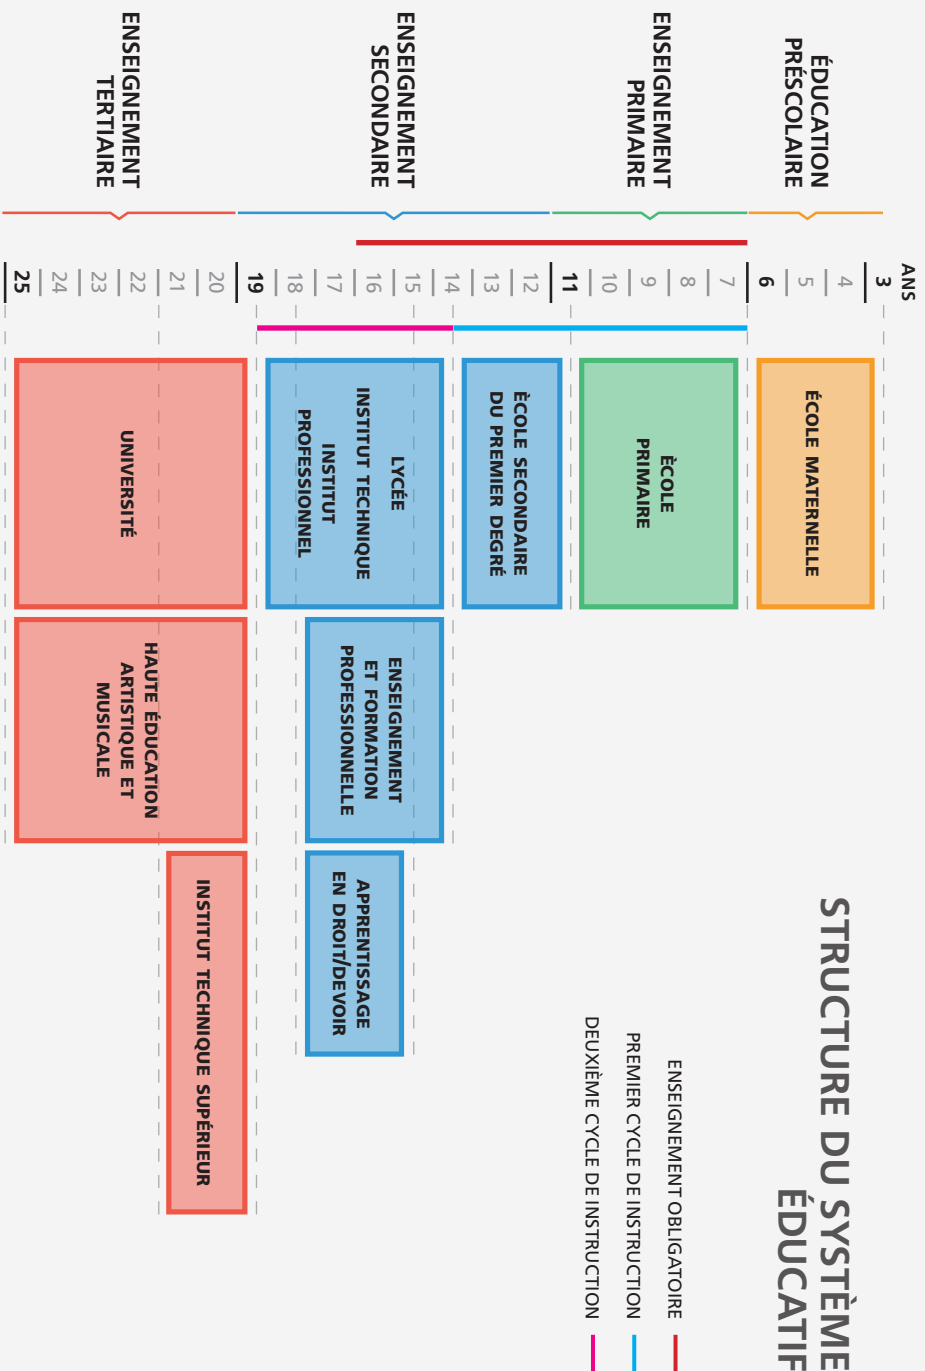 STRUCTURE DU SYSTÈME
ÉDUCATIF
ENSEIGNEMENT OBLIGATOIRE
PREMIER CYCLE DE INSTRUCTION
DEUXIÈME CYCLE DE INSTRUCTION
ANS
ÉDUCATION
PRÉSCOLAIRE
3
4
5
6
ÉCOLE MATERNELLE
ENSEIGNEMENT
PRIMAIRE
7
8
9
10
11
ÈCOLE
PRIMAIRE
ENSEIGNEMENT
SECONDAIRE
12
13
14
15
16
17
18
19
ÈCOLE SECONDAIRE
DU PREMIER DEGRÉ
LYCÉE
INSTITUT TECHNIQUE
INSTITUT
PROFESSIONNEL
ENSEIGNEMENT
ET FORMATION
PROFESSIONNELLE
APPRENTISSAGE
EN DROIT/DEVOIR
ENSEIGNEMENT
TERTIAIRE
20
21
22
23
24
25
UNIVERSITÉ
HAUTE ÉDUCATION
ARTISTIQUE ET
MUSICALE
INSTITUT TECHNIQUE SUPÉRIEUR